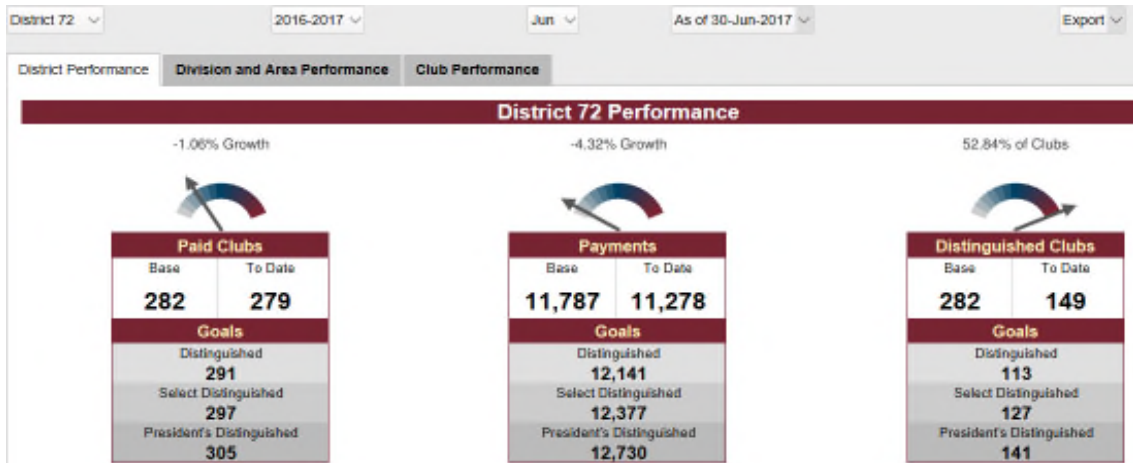 District 72 2016-2017 Jun As of 30-Jun-2017 Export
District Performance Division and Area Performance Club Performance
District 72 Performance
-1.06% Growth -4.32% Growth 52.84% of Clubs
Paid Clubs Payments Distinguished Clubs
Base To Date Base To Date Base To Date
282 279 11,787 11,278 282 149
Goals Goals Goals
Distinguished Distinguished Distinguished
291 12,141 113
Select Distinguished Select Distinguished Select Distinguished
297 12,377 127
President's Distinguished President's Distinguished President's Distinguished
305 12,730 141